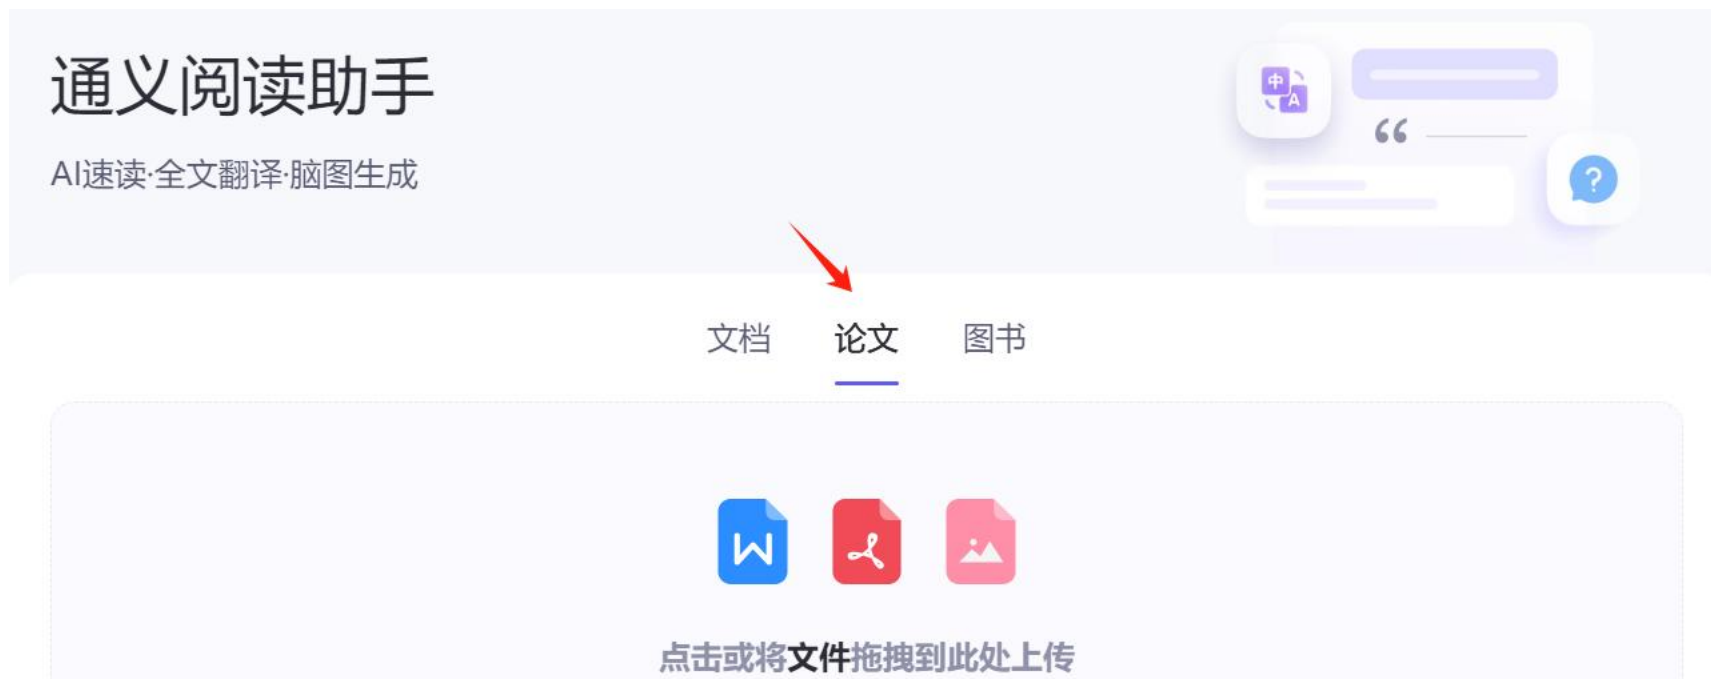 通义阅读助手
AI速读·全文翻译·脑图生成
中
A
?
文档 论文 图书
W
点击或将文件拖拽到此处上传